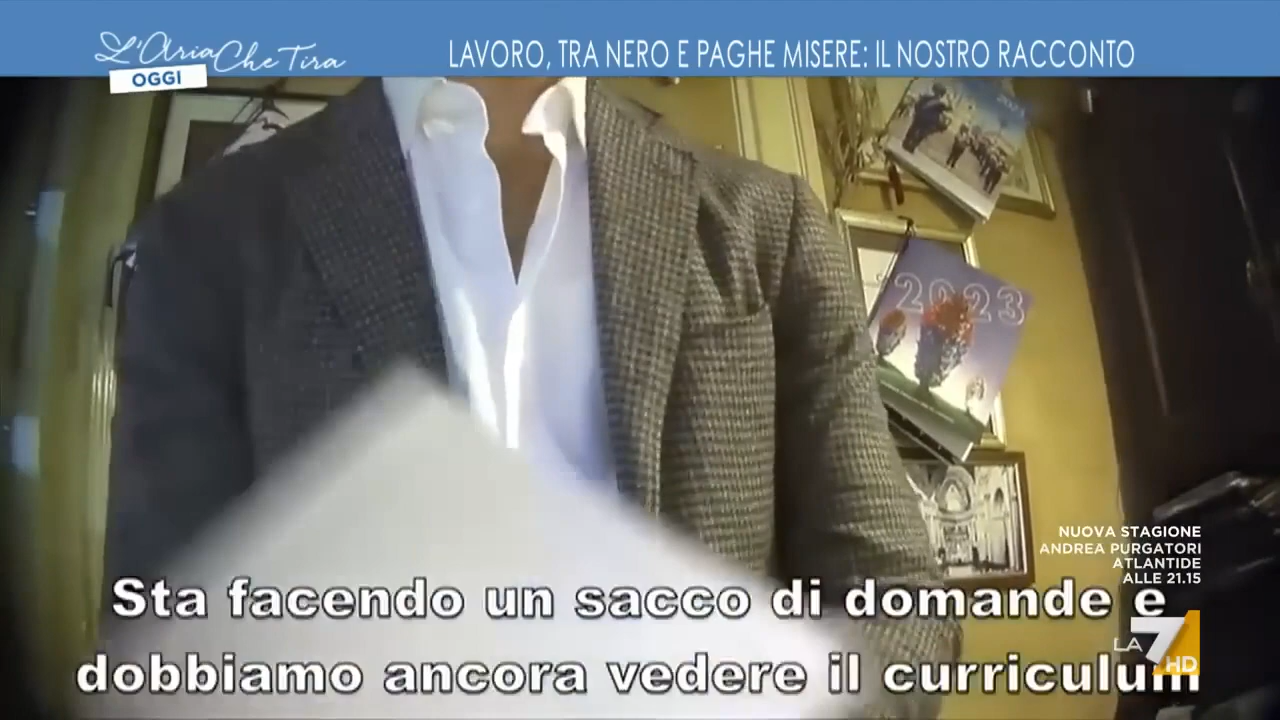 L'Aria Che Tira
OGGI
LAVORO, TRA NERO E PAGHE MISERE: IL NOSTRO RACCONTO
2023
NUOVA STAGIONE
ANDREA PURGATORI
ATLANTIDE
ALLE 21.15
Sta facendo un sacco di domande e
dobbiamo ancora vedere il curriculum
LA 7 HD